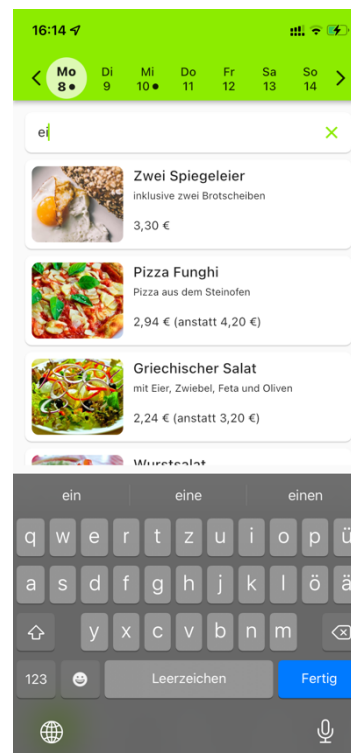 16:14
Mo Di Mi Do Fr Sa So
8 9 10 11 12 13 14
ei
Zwei Spiegeleier
inklusive zwei Brotscheiben
3,30 €
Pizza Funghi
Pizza aus dem Steinofen
2,94 € (anstatt 4,20 €)
Griechischer Salat
mit Eier, Zwiebel, Feta und Oliven
2,24 € (anstatt 3,20 €)
Wurstsalat
ein eine einen
q w e r t z u i o p ü
a s d f g h j k l ö ä
y x c v b n m
123 Leerzeichen Fertig